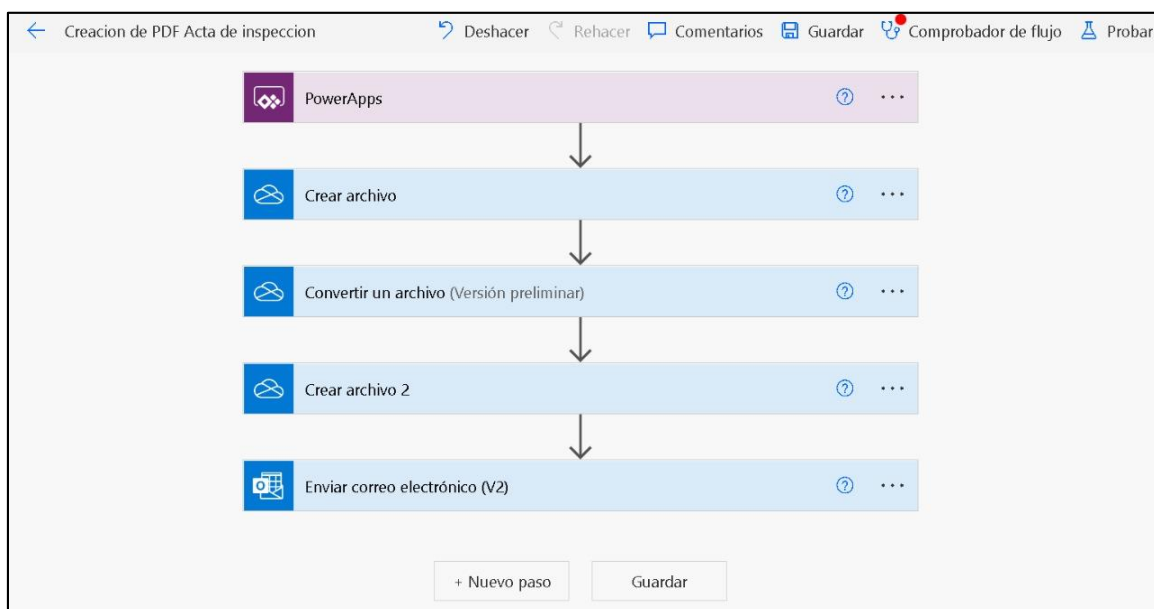 Creacion de PDF Acta de inspeccion Deshacer Rehacer Comentarios Guardar Comprobador de flujo Probar
PowerApps
Crear archivo
Convertir un archivo (Versión preliminar)
Crear archivo 2
Enviar correo electrónico (V2)
+ Nuevo paso Guardar